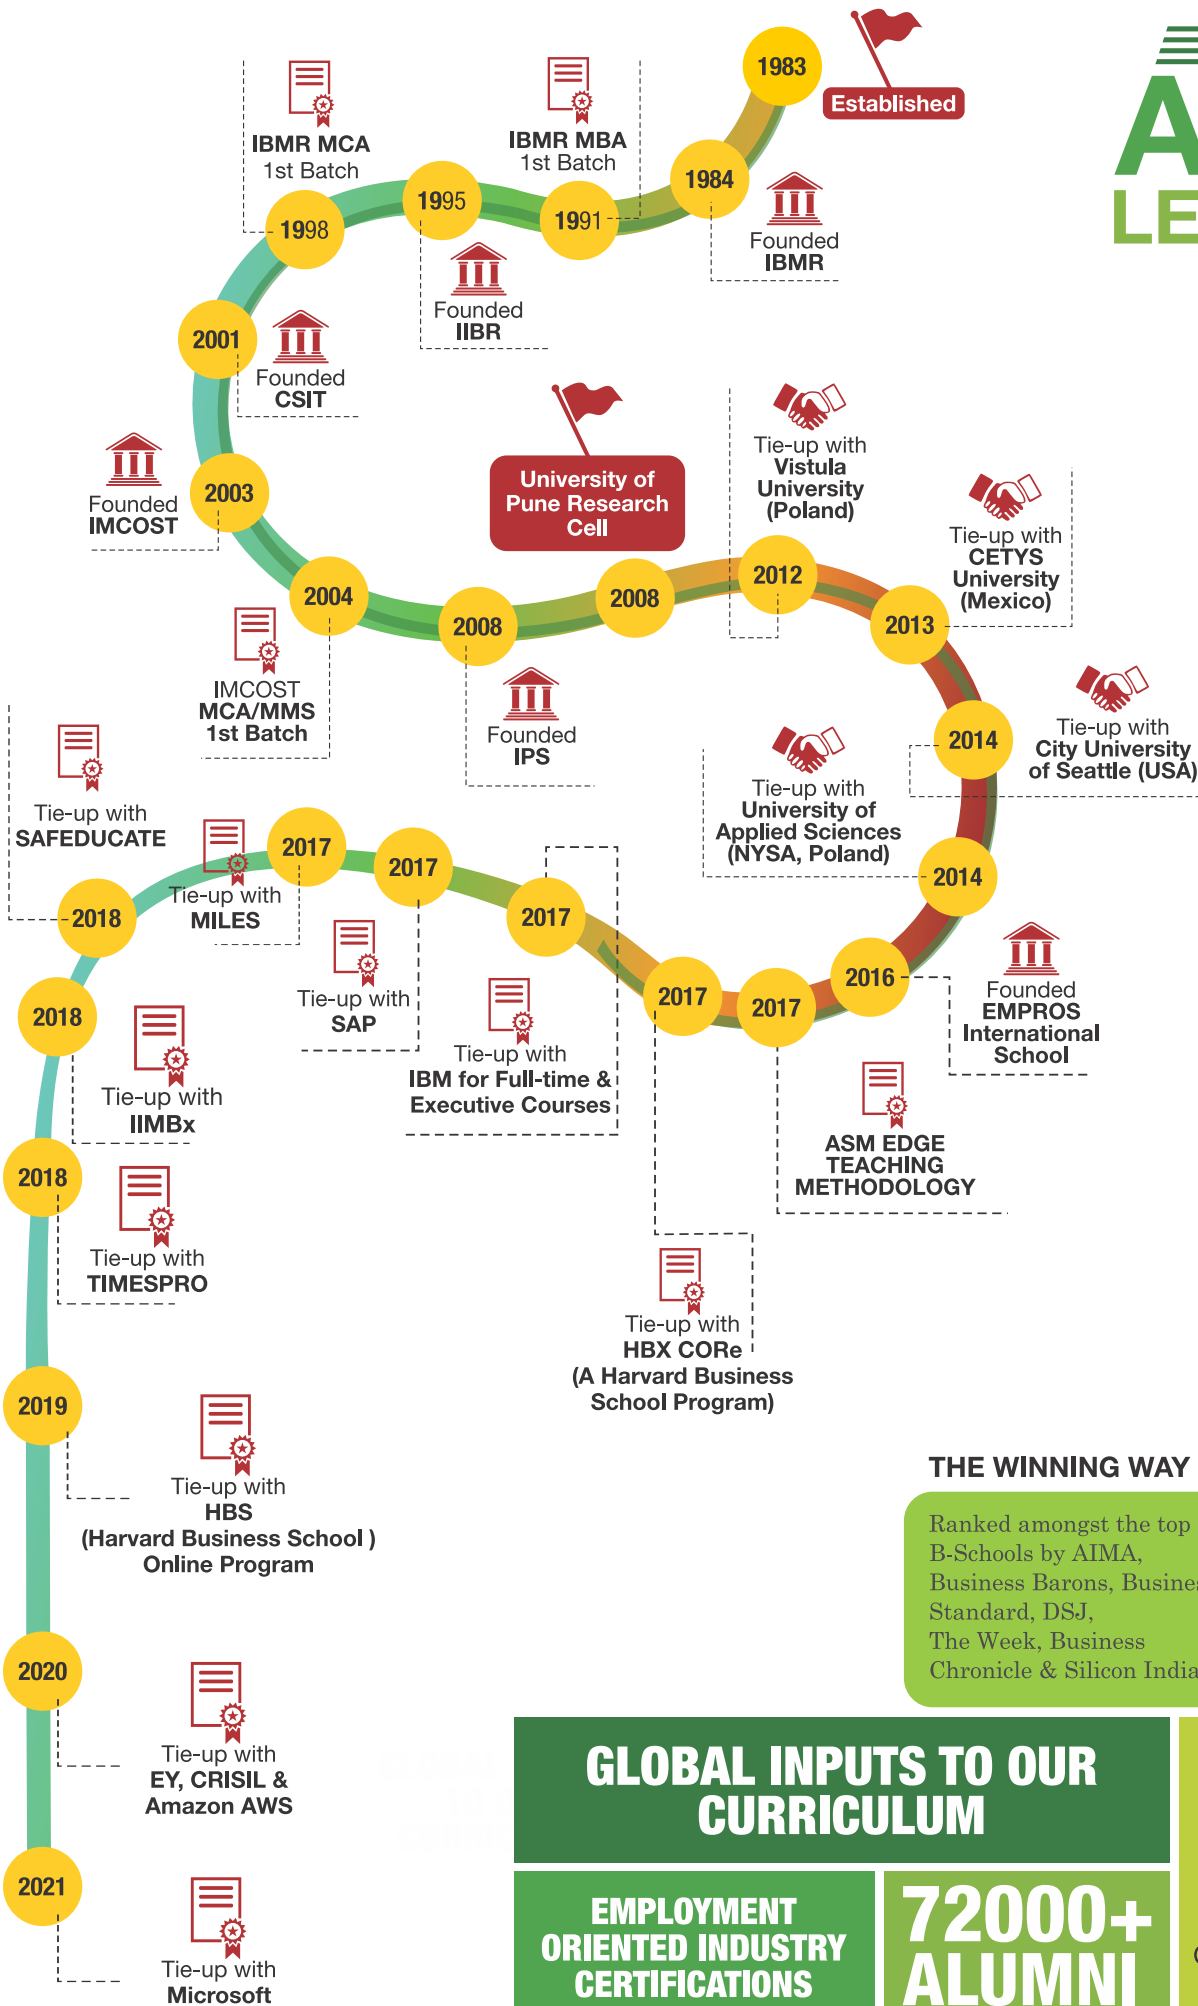 1983
Established
A
LE
1984
Founded
IBMR
IBMR MBA
1st Batch
1991
1995
Founded
IIBR
IBMR MCA
1st Batch
1998
2001
Founded
CSIT
2003
Founded
IMCOST
2004
IMCOST
MCA/MMS
1st Batch
2008
Founded
IPS
University of
Pune Research
Cell
2008
Tie-up with
Vistula
University
(Poland)
2012
Tie-up with
CETYS
University
(Mexico)
2013
2014
Tie-up with
City University
of Seattle (USA)
Tie-up with
University of
Applied Sciences
(NYSA, Poland)
2014
2016
Founded
EMPROS
International
School
2017
ASM EDGE
TEACHING
METHODOLOGY
2017
Tie-up with
HBX CORe
(A Harvard Business
School Program)
2017
Tie-up with
IBM for Full-time &
Executive Courses
2017
Tie-up with
SAP
2017
Tie-up with
MILES
Tie-up with
SAFEDUCATE
2018
2018
Tie-up with
IIMBx
2018
Tie-up with
TIMESPRO
2019
Tie-up with
HBS
(Harvard Business School )
Online Program
2020
Tie-up with
EY, CRISIL &
Amazon AWS
2021
Tie-up with
Microsoft
THE WINNING WAY
Ranked amongst the top
B-Schools by AIMA,
Business Barons, Busines
Standard, DSJ,
The Week, Business
Chronicle & Silicon India
GLOBAL INPUTS TO OUR
CURRICULUM
EMPLOYMENT
ORIENTED INDUSTRY
CERTIFICATIONS
72000+
ALUMNI